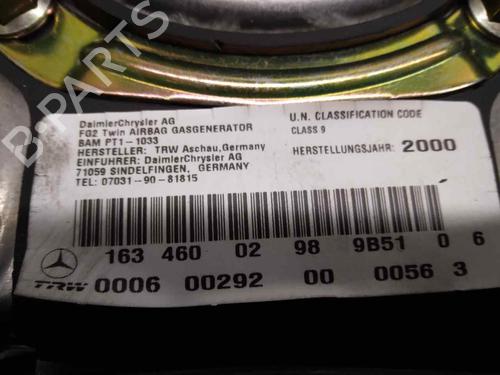 DaimlerChrysler AG
FG2 Twin AIRBAG GASGENERATOR
BAM PT1-1033
HERSTELLER: TRW Aschau,Germany
EINFUHRER: DaimlerChrysler AG
71059 SINDELFINGEN, GERMANY
TEL: 07031-90-81815
U.N. CLASSIFICATION CODE
CLASS 9
HERSTELLUNGSJAHR: 2000
163 460 02 98 9B51 0 6
TRW 0006 00292 00 0056 3